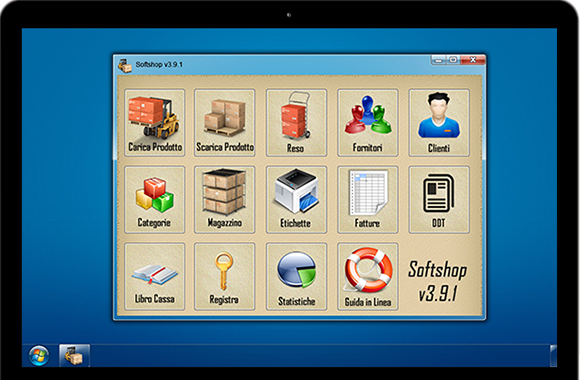 Softshop v3.9.1
Carica Prodotto
Scarica Prodotto
Reso
Fornitori
Clienti
Categorie
Magazzino
Etichette
Fatture
DDT
Libro Cassa
Registra
Statistiche
Guida in Linea
Softshop
v3.9.1